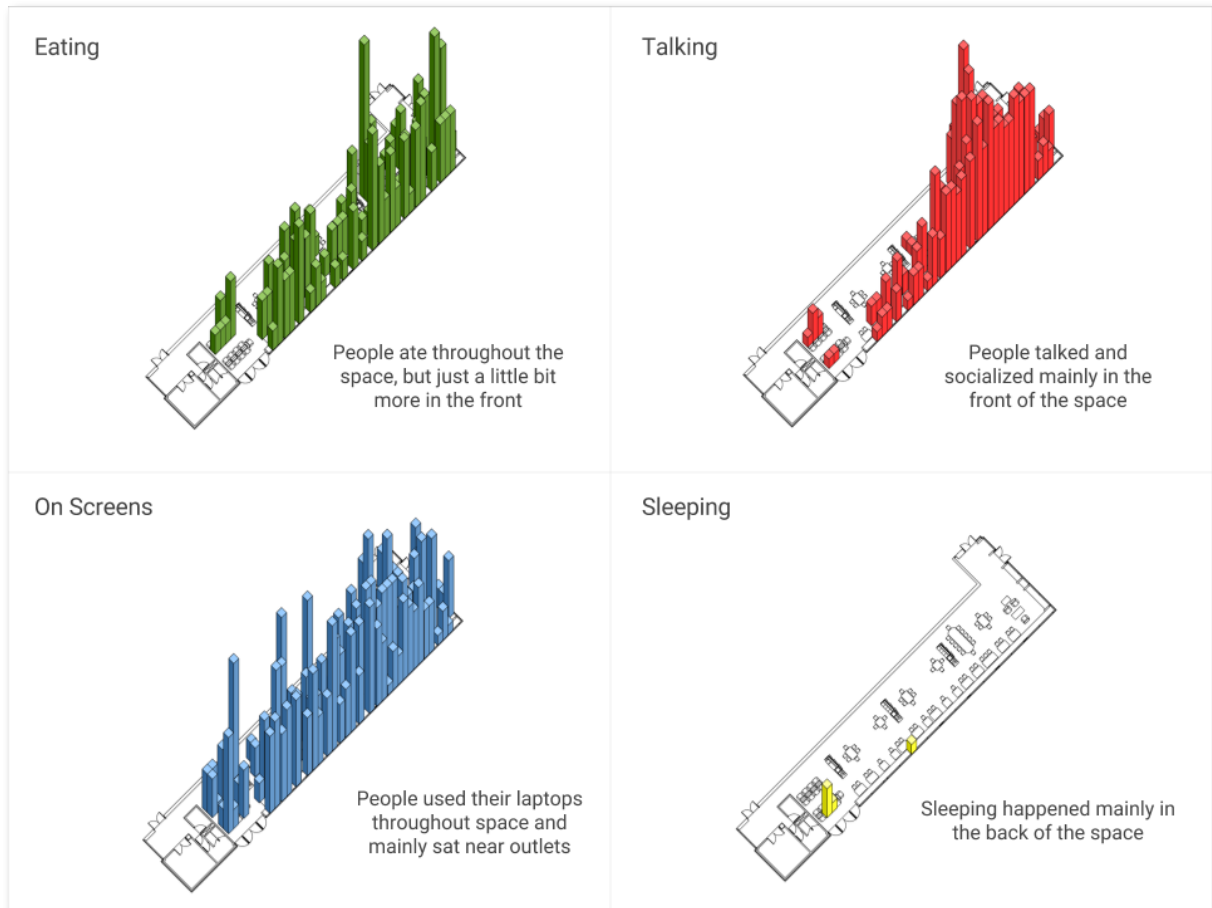 Eating
People ate throughout the
space, but just a little bit
more in the front
Talking
People talked and
socialized mainly in the
front of the space
On Screens
People used their laptops
throughout space and
mainly sat near outlets
Sleeping
Sleeping happened mainly in
the back of the space